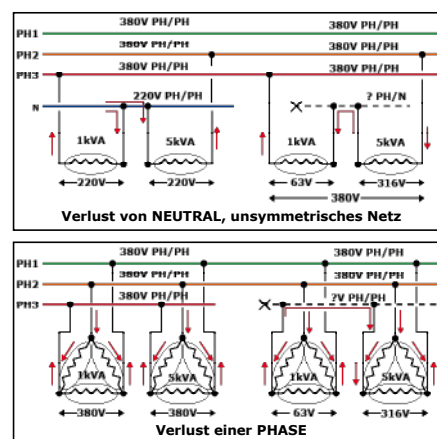 380V PH/PH 380V PH/PH
PH1
380V PH/PH 380V PH/PH
PH2
380V PH/PH 380V PH/PH
PH3
220V PH/PH ? PH/N
N
1kVA 5kVA 1kVA 5kVA
220V 220V 63V 316V
380V
Verlust von NEUTRAL, unsymmetrisches Netz
380V PH/PH 380V PH/PH
PH1
380V PH/PH 380V PH/PH
PH2
380V PH/PH ?V PH/PH
PH3
1kVA 5kVA 1kVA 5kVA
380V 380V 63V 316V
Verlust einer PHASE